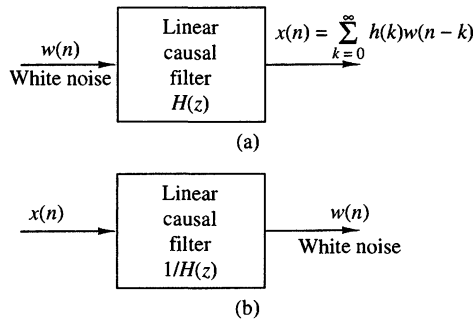 w(n)
White noise
Linear
causal
filter
H(z)
x(n) = ∞∑k = 0 h(k)w(n − k)
(a)
x(n)
Linear
causal
filter
1/H(z)
w(n)
White noise
(b)